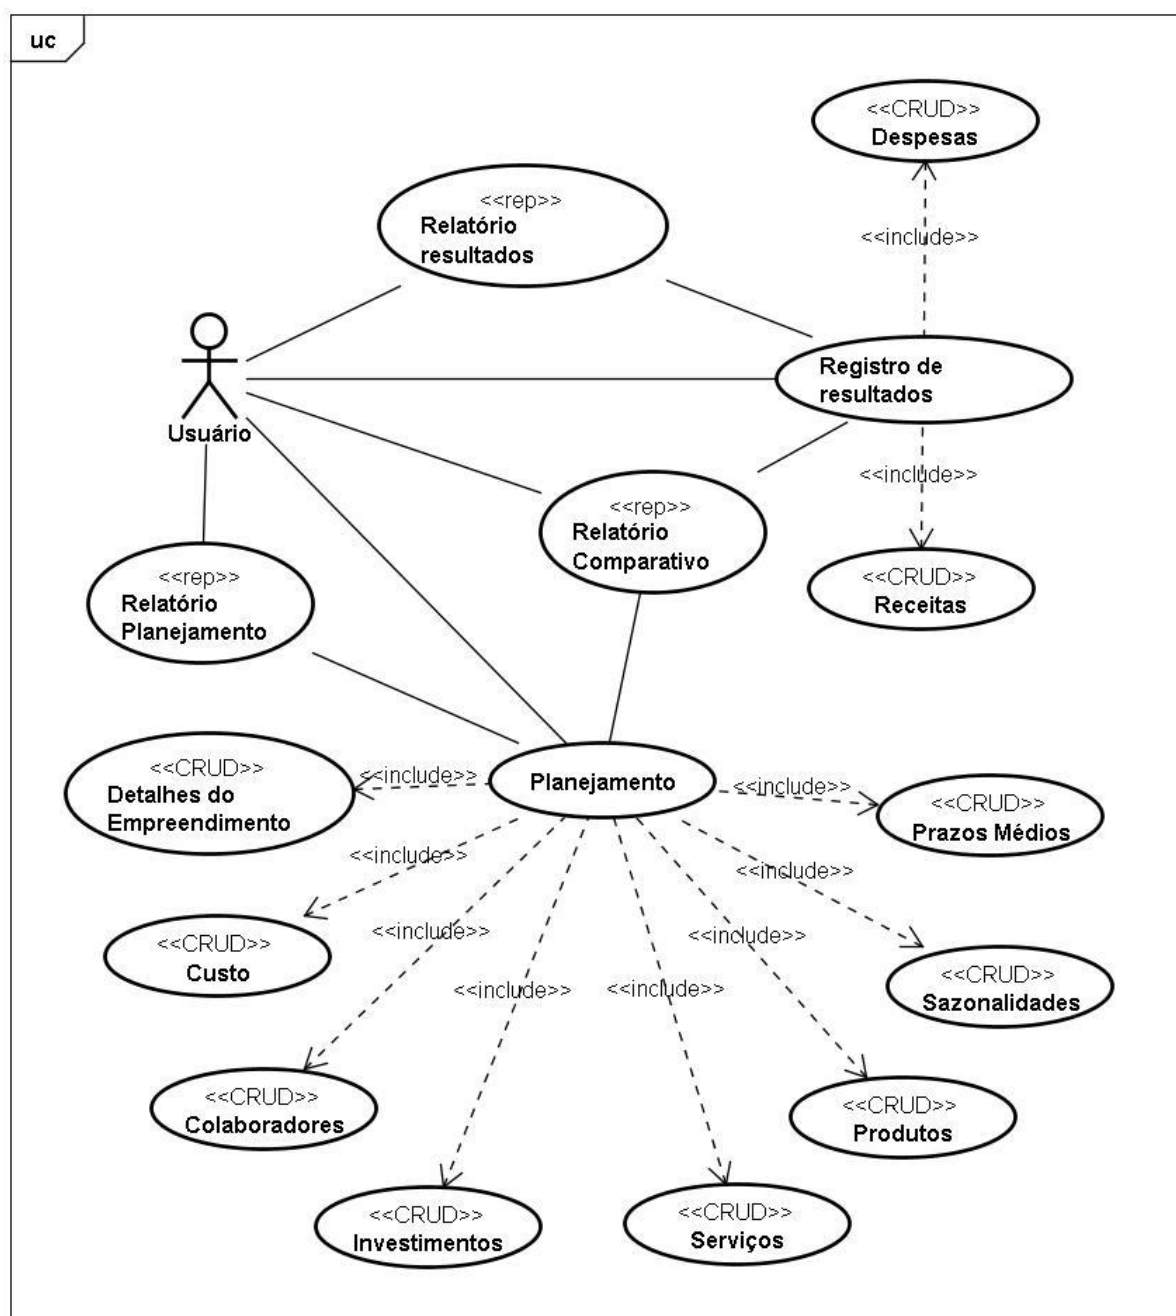 uc
<<CRUD>>
Despesas
<<rep>>
Relatório
resultados
<<include>>
Registro de
resultados
Usuário
<<include>>
<<rep>>
Relatório
Comparativo
<<rep>>
Relatório
Planejamento
<<CRUD>>
Receitas
<<CRUD>>
Detalhes do
Empreendimento
<<include>>
Planejamento
<<include>>
<<CRUD>>
Prazos Médios
<<include>>
<<include>>
<<CRUD>>
Custo
<<include>>
<<include>>
<<CRUD>>
Sazonalidades
<<include>>
<<include>>
<<CRUD>>
Colaboradores
<<CRUD>>
Produtos
<<CRUD>>
Investimentos
<<CRUD>>
Serviços